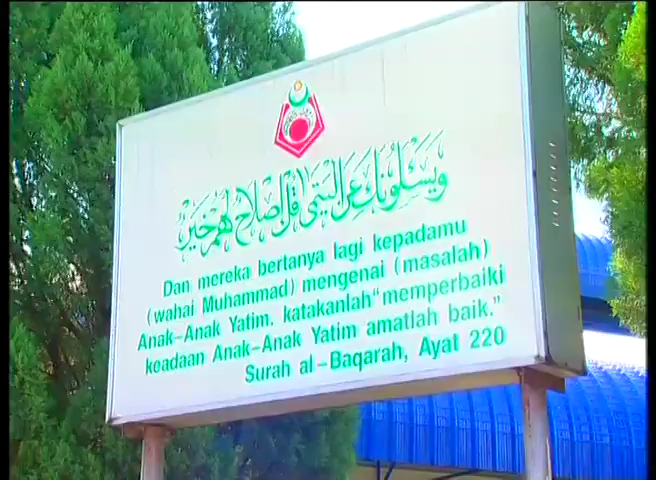 ويسئلونك عن اليتمى قل إصلاح لهم خير
Dan mereka bertanya lagi kepadamu
(wahai Muhammad) mengenai (masalah)
Anak-Anak Yatim. katakanlah "memperbaiki
keadaan Anak-Anak Yatim amatlah baik."
Surah al-Baqarah, Ayat 220